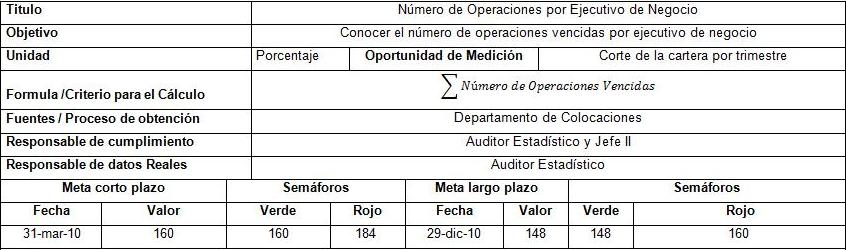 Titulo Número de Operaciones por Ejecutivo de Negocio
Objetivo Conocer el número de operaciones vencidas por ejecutivo de negocio
Unidad Porcentaje Oportunidad de Medición Corte de la cartera por trimestre
Formula /Criterio para el Cálculo ∑ Número de Operaciones Vencidas
Fuentes / Proceso de obtención Departamento de Colocaciones
Responsable de cumplimiento Auditor Estadístico y Jefe II
Responsable de datos Reales Auditor Estadístico
Meta corto plazo Semáforos Meta largo plazo Semáforos
Fecha Valor Verde Rojo Fecha Valor Verde Rojo
31-mar-10 160 160 184 29-dic-10 148 148 160